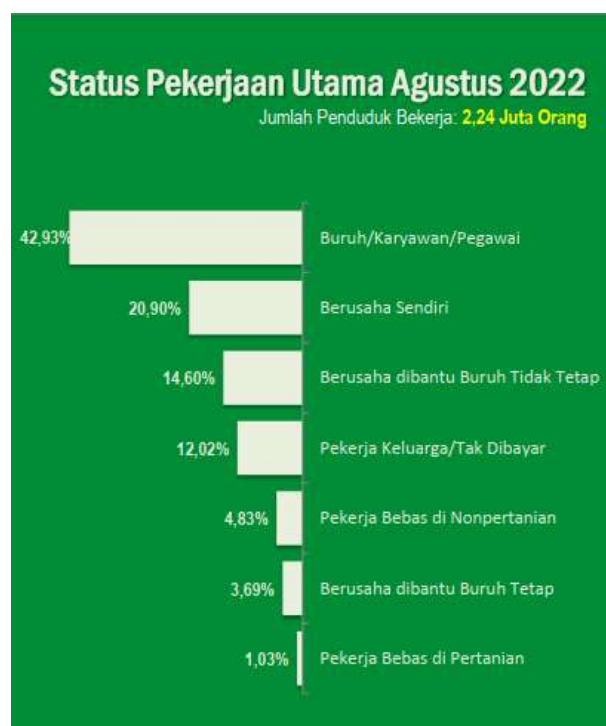 Status Pekerjaan Utama Agustus 2022
Jumlah Penduduk Bekerja: 2,24 Juta Orang
42,93% Buruh/Karyawan/Pegawai
20,90% Berusaha Sendiri
14,60% Berusaha dibantu Buruh Tidak Tetap
12,02% Pekerja Keluarga/Tak Dibayar
4,83% Pekerja Bebas di Nonpertanian
3,69% Berusaha dibantu Buruh Tetap
1,03% Pekerja Bebas di Pertanian